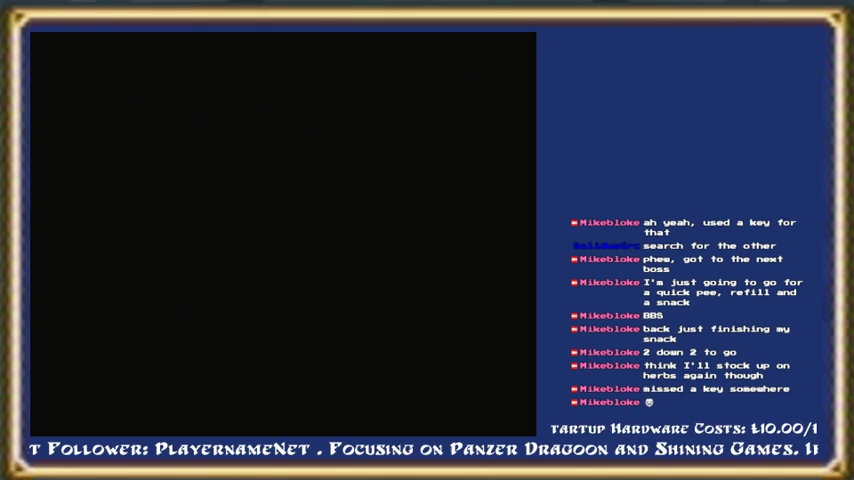 Mikebloke ah yeah, used a key for
that
search for the other
Mikebloke phew, got to the next
boss
Mikebloke I'm just going to go for
a quick pee, refill and
a snack
Mikebloke BBS
Mikebloke back just finishing my
snack
Mikebloke 2 down 2 to go
Mikebloke think I'll stock up on
herbs again though
Mikebloke missed a key somewhere
Mikebloke
tartup Hardware Costs: £10.00/1
t Follower: PlayernameNet . Focusing on Panzer Dragoon and Shining Games. I